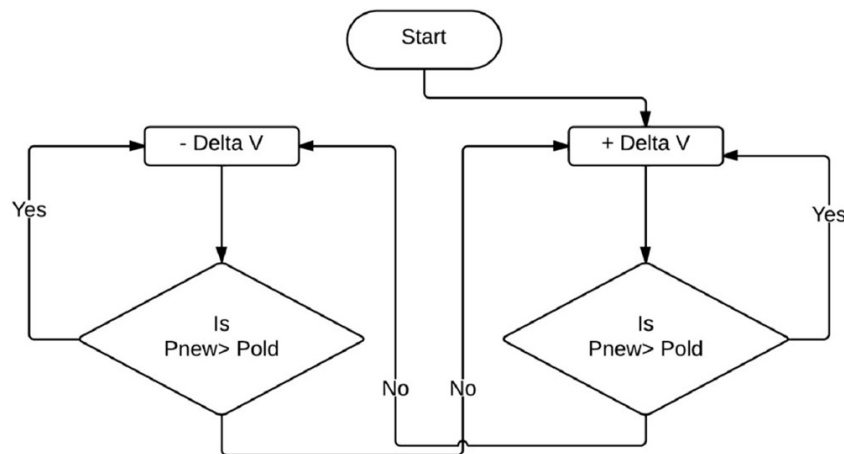 Start
- Delta V
+ Delta V
Yes
Yes
Is
Pnew> Pold
Is
Pnew> Pold
No
No